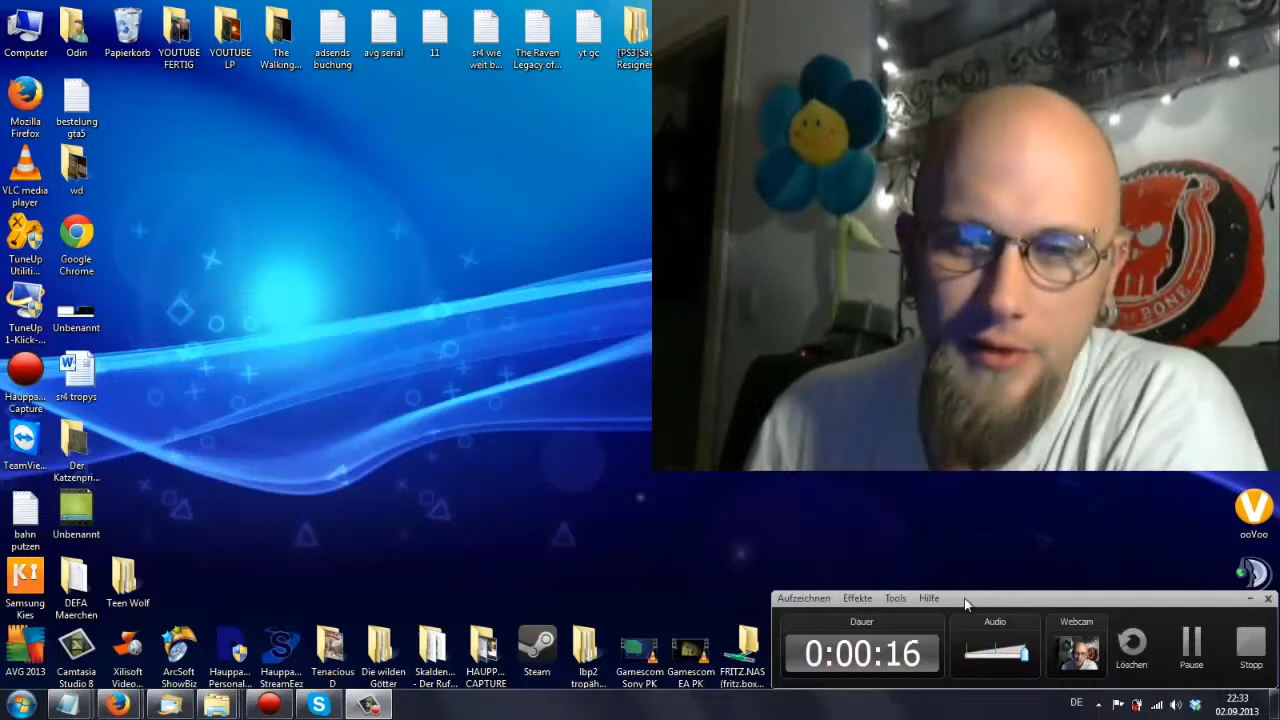 Computer
Odin
Papierkorb
YOUTUBE
FERTIG
YOUTUBE
LP
The
Walking...
adsends
buchung
avg serial
11
sr4 wie
weit b...
The Raven
Legacy of...
yt gc
[PS3]Sav
Resigner
Mozilla
Firefox
bestelung
gta5
VLC media
player
wd
TuneUp
Utiliti...
Google
Chrome
TuneUp
1-Klick-...
Unbenannt
Hauppa...
Capture
sr4 tropys
TeamVie...
Der
Katzenpri...
bahn
putzen
Unbenannt
Samsung
Kies
DEFA
Maerchen
Teen Wolf
AVG 2013
Camtasia
Studio 8
Xilisoft
Video...
ArcSoft
ShowBiz
Hauppa...
Personal...
Hauppa...
StreamEez
Tenacious
D
Die wilden
Götter
Skalden...
- Der Ruf...
HAUPP...
CAPTURE
Steam
lbp2
tropäh...
Gamescom
Sony PK
Gamescom
EA PK
FRITZ.NAS
(fritz.box...
BONE
ooVoo
Aufzeichnen Effekte Tools Hilfe
Dauer
Audio
Webcam
0:00:16
Löschen
Pause
Stopp
DE
22:33
02.09.2013